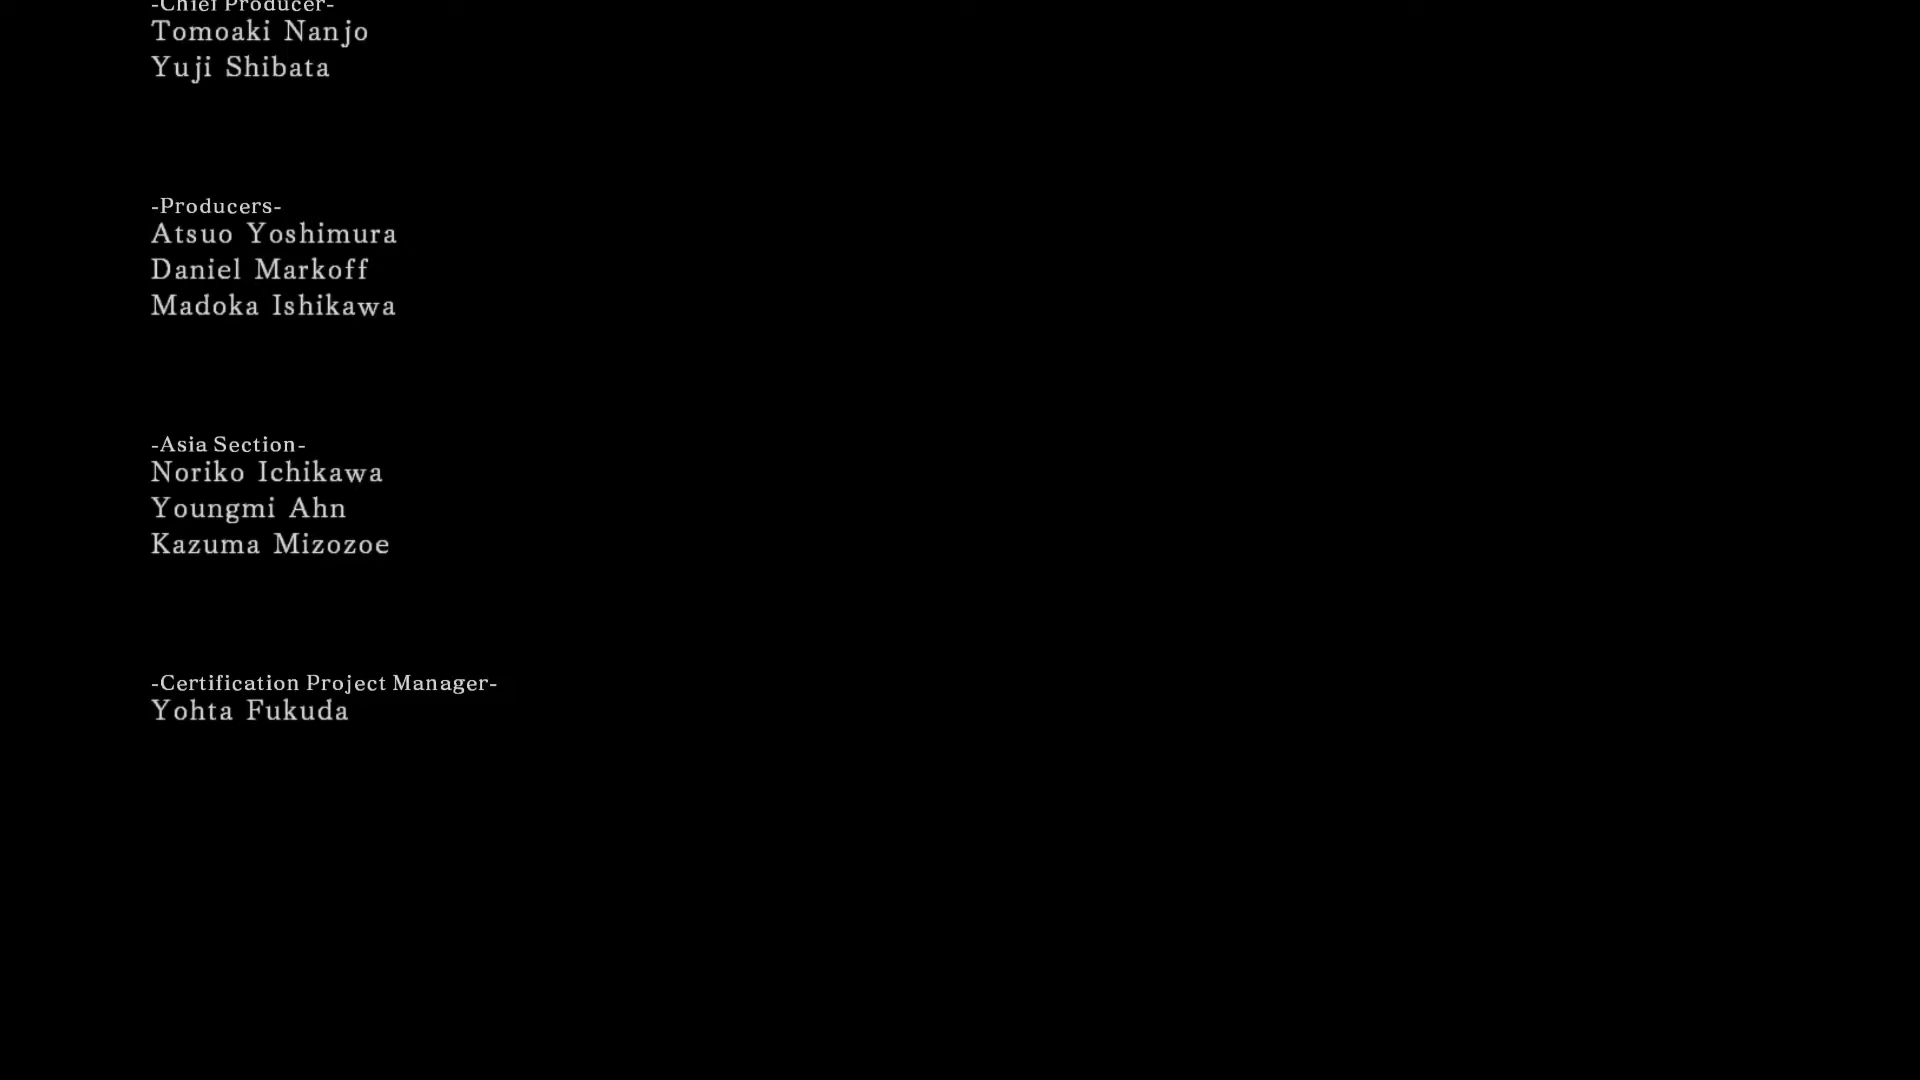 -Chief Producer-
Tomoaki Nanjo
Yuji Shibata
-Producers-
Atsuo Yoshimura
Daniel Markoff
Madoka Ishikawa
-Asia Section-
Noriko Ichikawa
Youngmi Ahn
Kazuma Mizozoe
-Certification Project Manager-
Yohta Fukuda